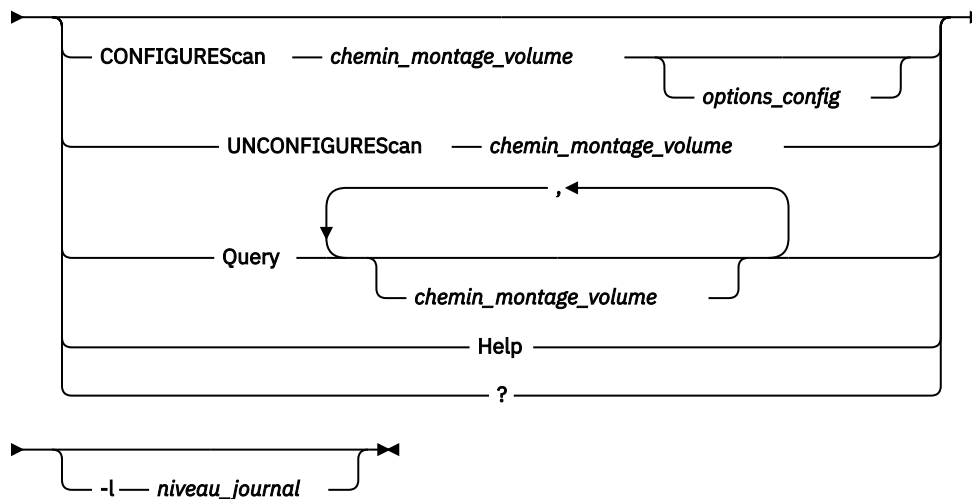 CONFIGUREScan chemin_montage_volume
options_config
UNCONFIGUREScan chemin_montage_volume
,
Query
chemin_montage_volume
Help
?
-l niveau_journal